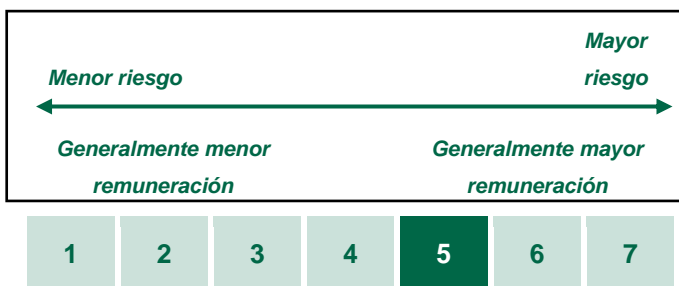 Mayor
Menor riesgo riesgo
Generalmente menor Generalmente mayor
remuneración remuneración
1 2 3 4 5 6 7